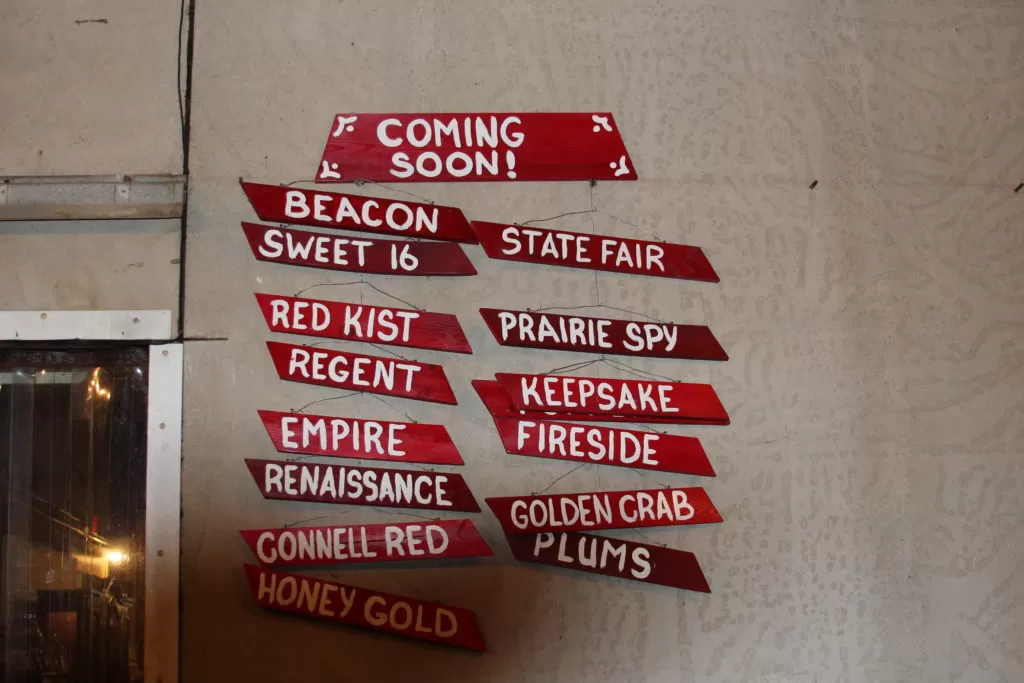 COMING
SOON!
BEACON
SWEET 16
RED KIST
REGENT
EMPIRE
RENAISSANCE
CONNELL RED
HONEY GOLD
STATE FAIR
PRAIRIE SPY
KEEPSAKE
FIRESIDE
GOLDEN CRAB
PLUMS